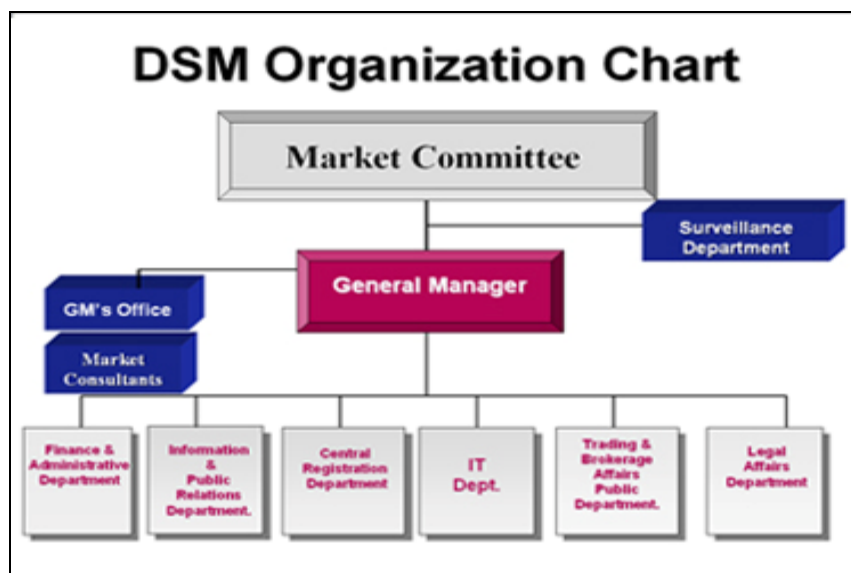 DSM Organization Chart
Market Committee
Surveillance
Department
General Manager
GM's Office
Market
Consultants
Finance &
Administrative
Department
Information
&
Public
Relations
Department.
Central
Registration
Department
IT
Dept.
Trading &
Brokerage
Affairs
Public
Department.
Legal
Affairs
Department